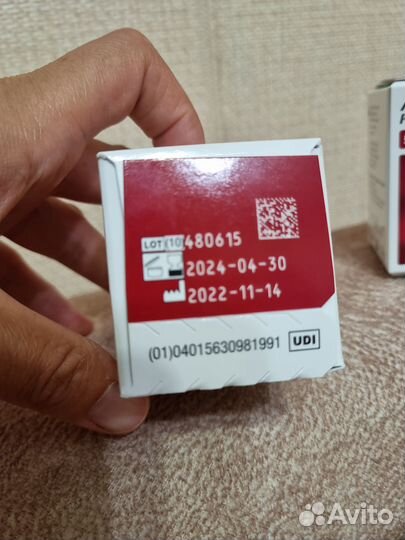 LOT (10)480615
2024-04-30
2022-11-14
(01)04015630981991 UDI
Avito